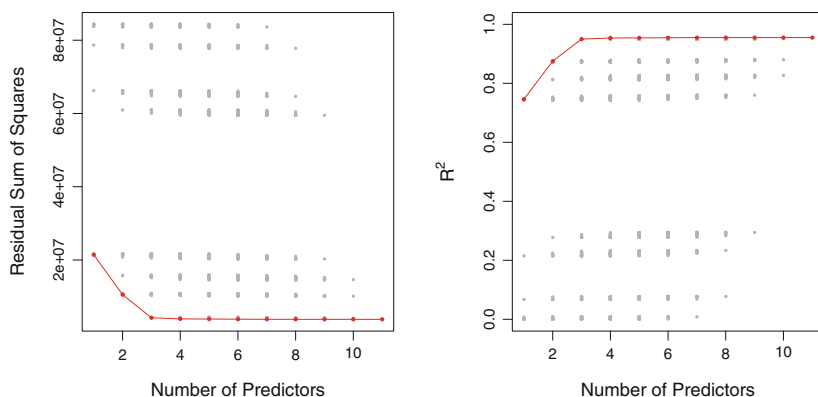 Residual Sum of Squares
8e+07
6e+07
4e+07
2e+07
2 4 6 8 10
Number of Predictors
R²
1.0
0.8
0.6
0.4
0.2
0.0
2 4 6 8 10
Number of Predictors